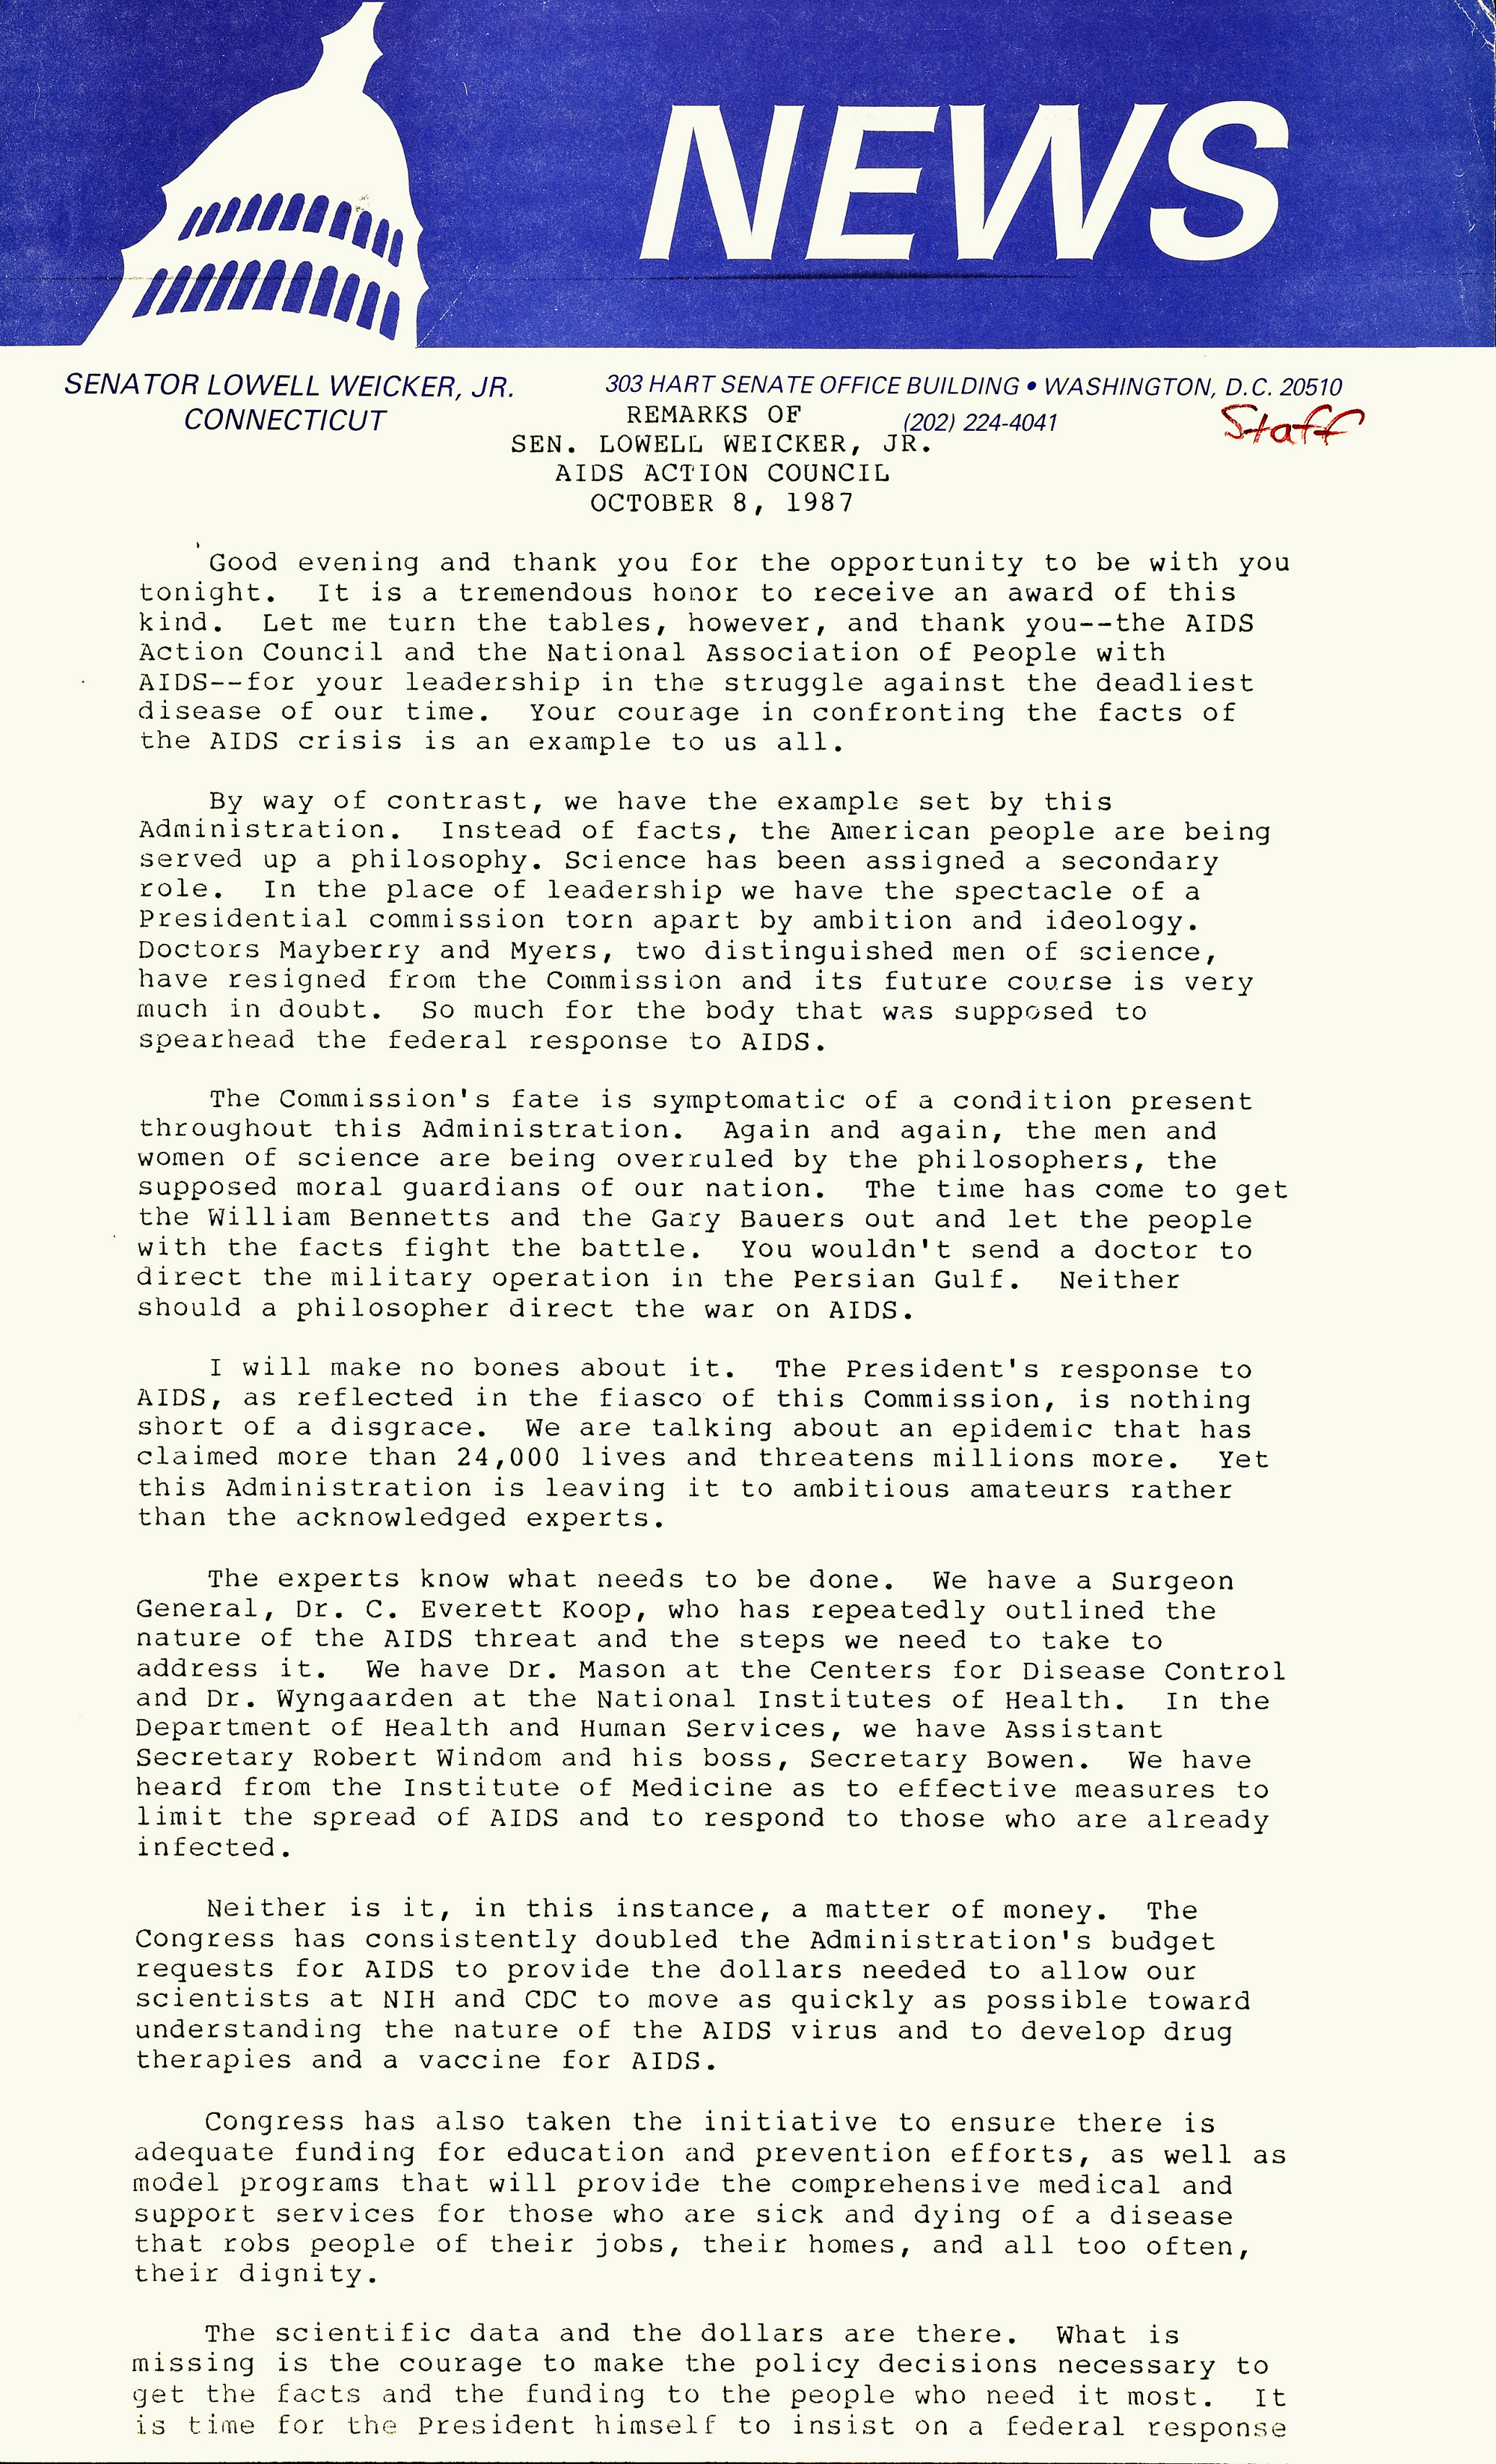 NEWS
SENATOR LOWELL WEICKER, JR.
CONNECTICUT
303 HART SENATE OFFICE BUILDING • WASHINGTON, D.C. 20510
(202) 224-4041
Staff
REMARKS OF
SEN. LOWELL WEICKER, JR.
AIDS ACTION COUNCIL
OCTOBER 8, 1987
Good evening and thank you for the opportunity to be with you
tonight. It is a tremendous honor to receive an award of this
kind. Let me turn the tables, however, and thank you--the AIDS
Action Council and the National Association of People with
AIDS--for your leadership in the struggle against the deadliest
disease of our time. Your courage in confronting the facts of
the AIDS crisis is an example to us all.
By way of contrast, we have the example set by this
Administration. Instead of facts, the American people are being
served up a philosophy. Science has been assigned a secondary
role. In the place of leadership we have the spectacle of a
Presidential commission torn apart by ambition and ideology.
Doctors Mayberry and Myers, two distinguished men of science,
have resigned from the Commission and its future course is very
much in doubt. So much for the body that was supposed to
spearhead the federal response to AIDS.
The Commission's fate is symptomatic of a condition present
throughout this Administration. Again and again, the men and
women of science are being overruled by the philosophers, the
supposed moral guardians of our nation. The time has come to get
the William Bennetts and the Gary Bauers out and let the people
with the facts fight the battle. You wouldn't send a doctor to
direct the military operation in the Persian Gulf. Neither
should a philosopher direct the war on AIDS.
I will make no bones about it. The President's response to
AIDS, as reflected in the fiasco of this Commission, is nothing
short of a disgrace. We are talking about an epidemic that has
claimed more than 24,000 lives and threatens millions more. Yet
this Administration is leaving it to ambitious amateurs rather
than the acknowledged experts.
The experts know what needs to be done. We have a Surgeon
General, Dr. C. Everett Koop, who has repeatedly outlined the
nature of the AIDS threat and the steps we need to take to
address it. We have Dr. Mason at the Centers for Disease Control
and Dr. Wyngaarden at the National Institutes of Health. In the
Department of Health and Human Services, we have Assistant
Secretary Robert Windom and his boss, Secretary Bowen. We have
heard from the Institute of Medicine as to effective measures to
limit the spread of AIDS and to respond to those who are already
infected.
Neither is it, in this instance, a matter of money. The
Congress has consistently doubled the Administration's budget
requests for AIDS to provide the dollars needed to allow our
scientists at NIH and CDC to move as quickly as possible toward
understanding the nature of the AIDS virus and to develop drug
therapies and a vaccine for AIDS.
Congress has also taken the initiative to ensure there is
adequate funding for education and prevention efforts, as well as
model programs that will provide the comprehensive medical and
support services for those who are sick and dying of a disease
that robs people of their jobs, their homes, and all too often,
their dignity.
The scientific data and the dollars are there. What is
missing is the courage to make the policy decisions necessary to
get the facts and the funding to the people who need it most. It
is time for the President himself to insist on a federal response